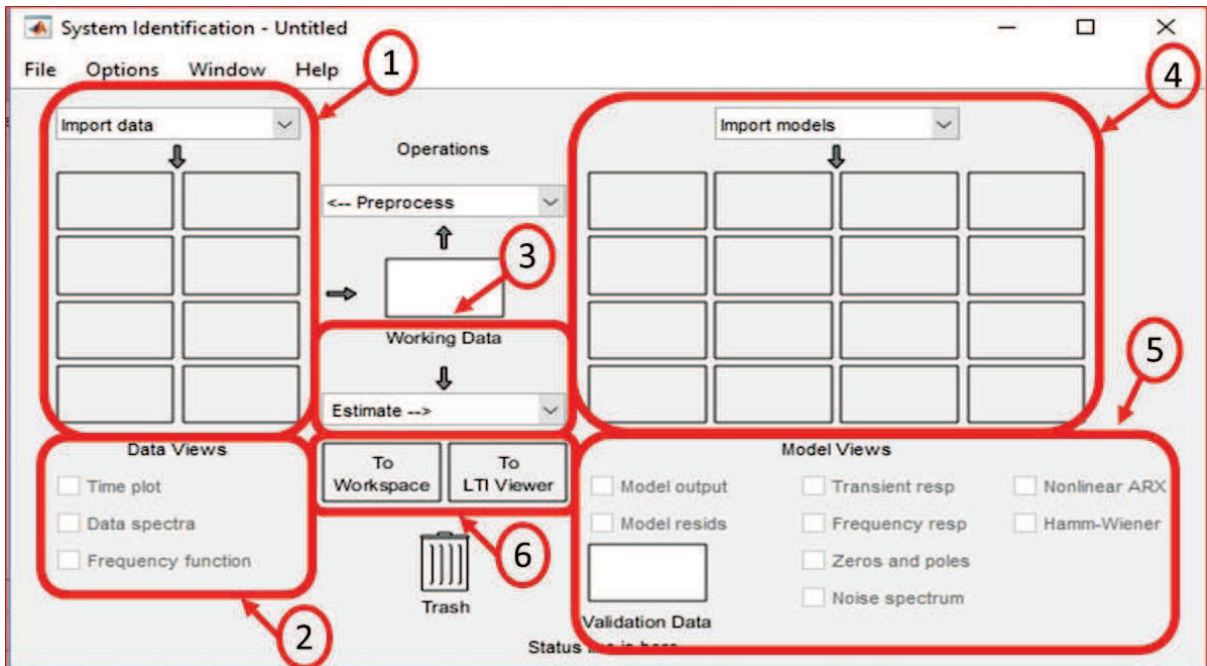 System Identification - Untitled
File Options Window Help
1
4
Import data
Import models
Operations
<-- Preprocess
3
Working Data
5
Estimate -->
Data Views
Time plot
Data spectra
Frequency function
To Workspace
To LTI Viewer
Model Views
Model output
Transient resp
Nonlinear ARX
Model resids
Frequency resp
Hamm-Wiener
Zeros and poles
Noise spectrum
6
2
Trash
Validation Data
Status line is here